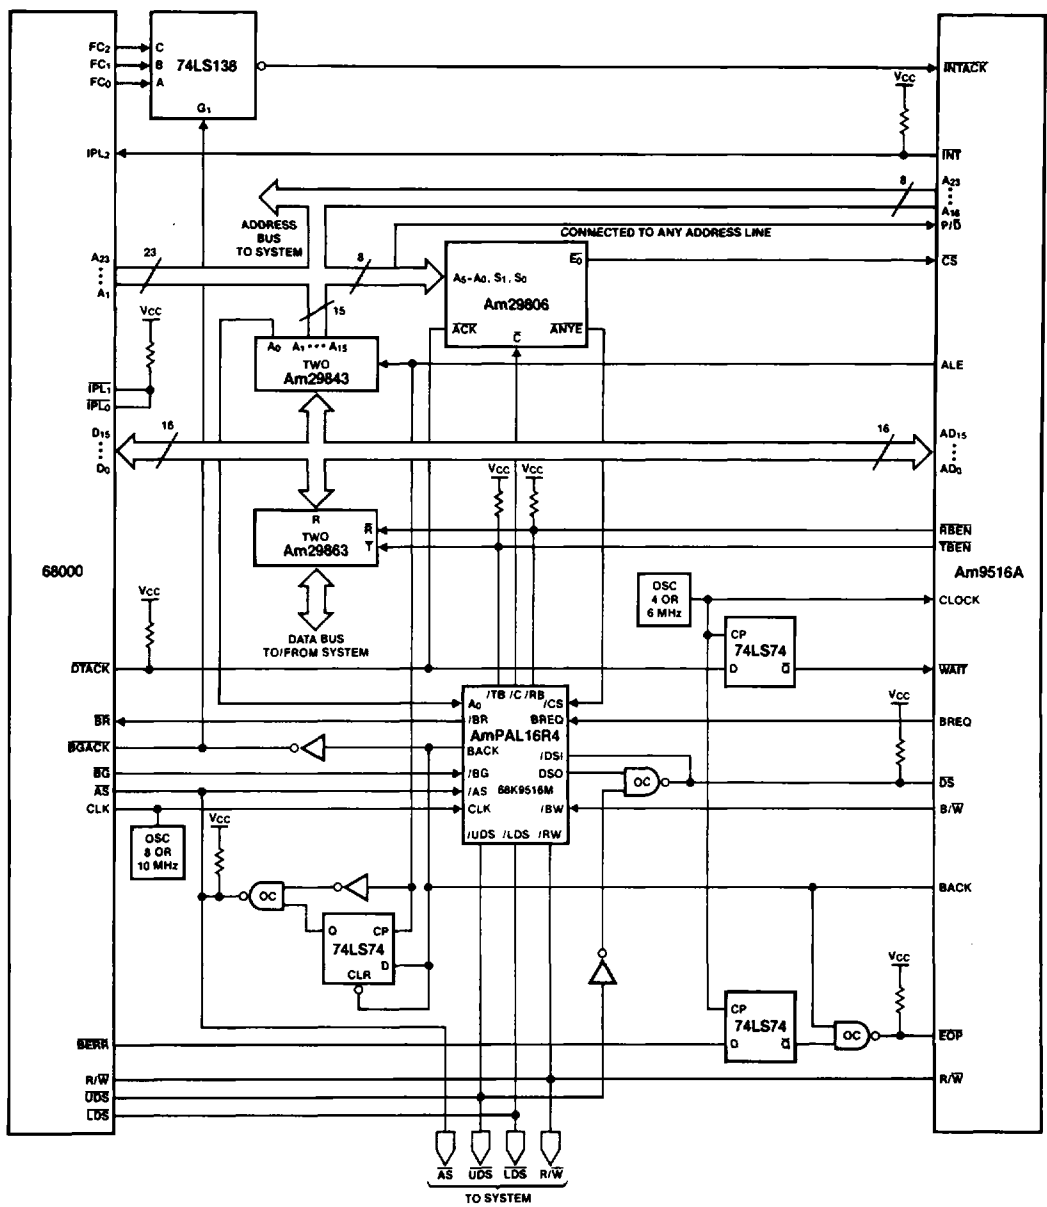 FC2
FC1
FC0
C
B
A
74LS138
G1
VCC
INTACK
IPL2
INT
8
A23
A16
P/D
ADDRESS
BUS
TO SYSTEM
CONNECTED TO ANY ADDRESS LINE
A23
A1
23
8
15
A5-A0, S1, S0
E0
Am29806
ACK
C
ANYE
CS
VCC
A0 A1 A15
TWO
Am29843
ALE
IPL1
IPL0
D15
D0
16
16
AD15
AD0
VCC
VCC
R
TWO
Am29863
R
T
RBEN
TBEN
68000
Am9516A
VCC
OSC
4 OR
6 MHz
CLOCK
DATA BUS
TO/FROM SYSTEM
CP
74LS74
D
Q
DTACK
WAIT
/TB /C /RB
A0
/CS
/BR
BREQ
AmPAL16R4
BACK
/DSI
/BG
DSO
/AS
68K9516M
CLK
/BW
/UDS /LDS /RW
VCC
BR
BREQ
BGACK
BG
AS
CLK
OC
DS
B/W
OSC
8 OR
10 MHz
VCC
OC
BACK
Q
CP
74LS74
D
CLR
VCC
CP
74LS74
D
Q
OC
EOP
BERR
R/W
R/W
UDS
LDS
AS
UDS
LDS
R/W
TO SYSTEM